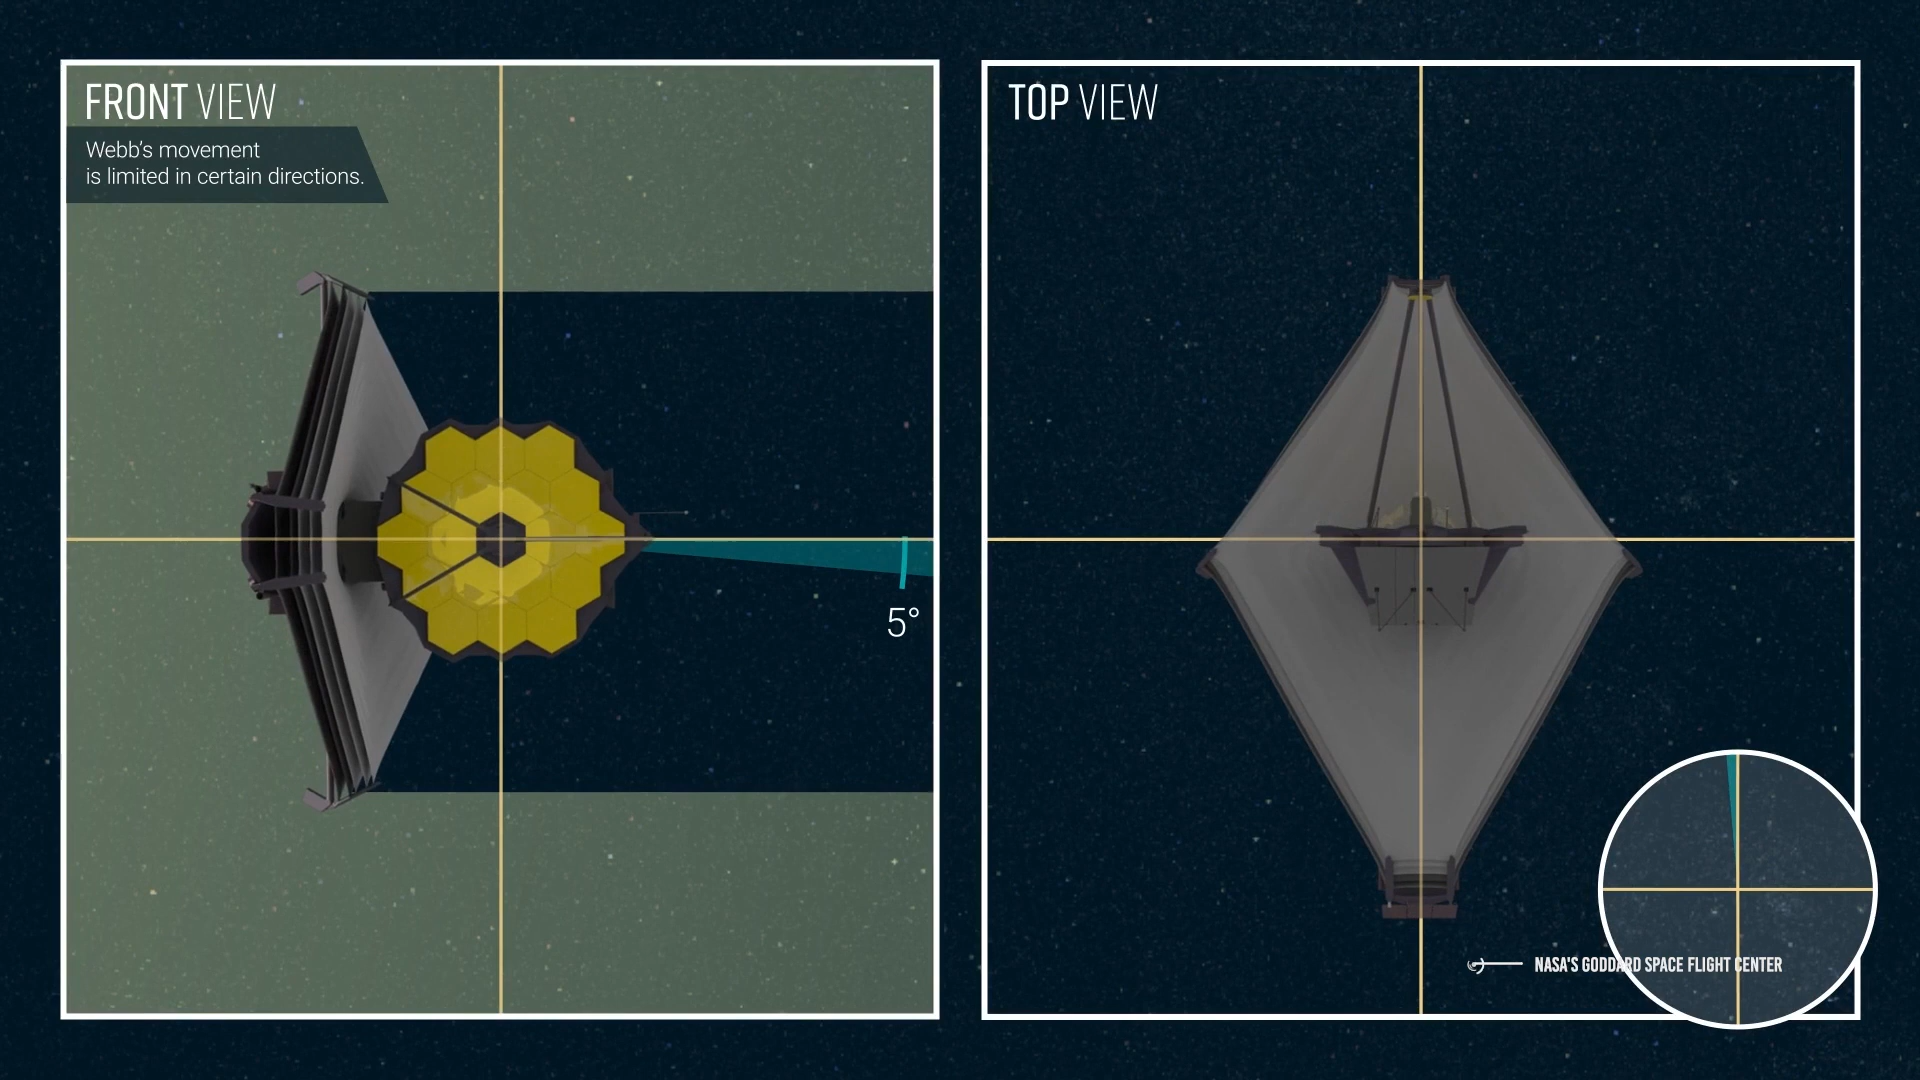 FRONT VIEW
Webb's movement
is limited in certain directions.
5°
TOP VIEW
NASA'S GODDARD SPACE FLIGHT CENTER